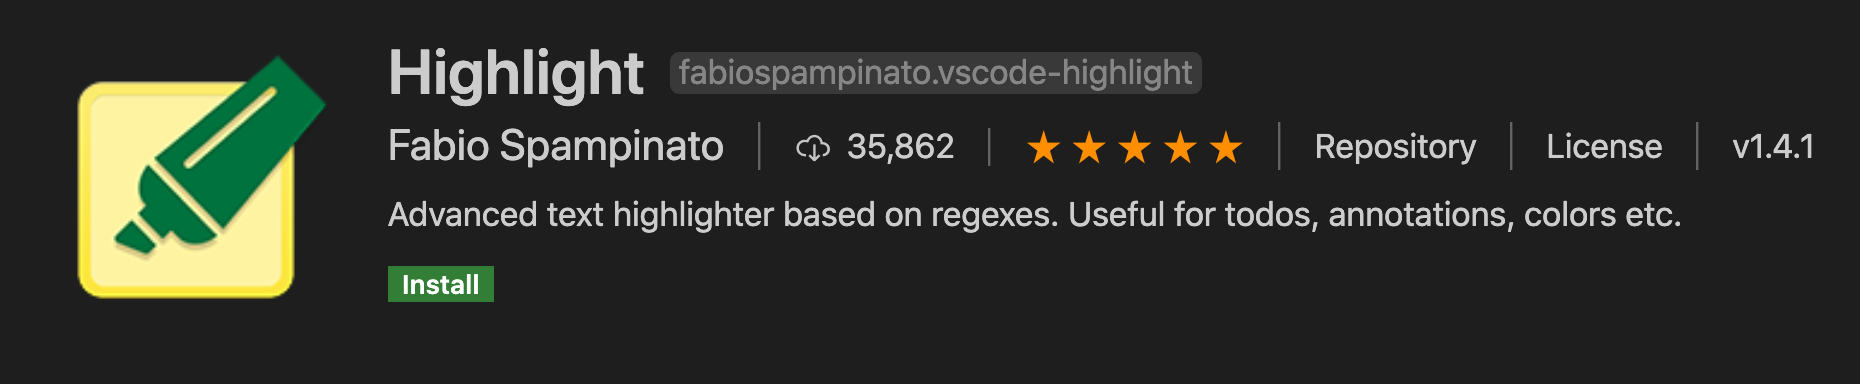 Highlight fabiospampinato.vscode-highlight
Fabio Spampinato 35,862 Repository License v1.4.1
Advanced text highlighter based on regexes. Useful for todos, annotations, colors etc.
Install